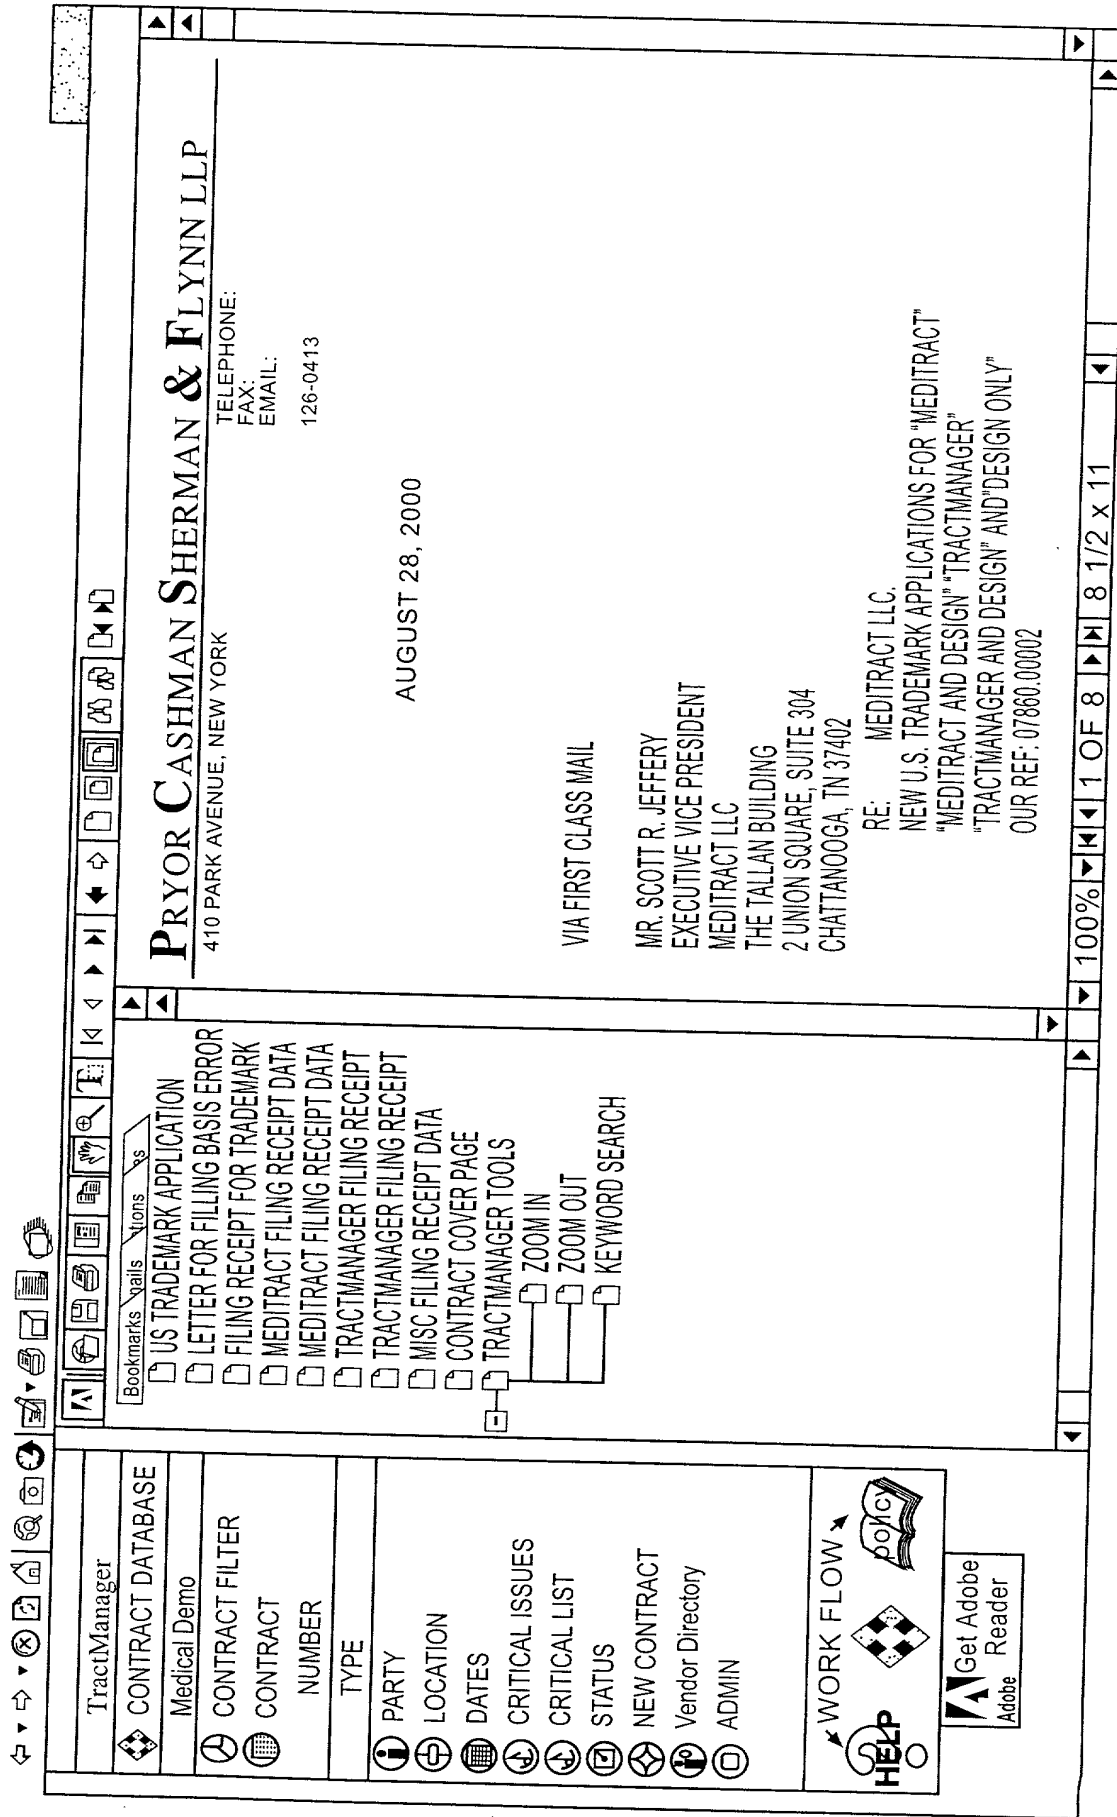 TractManager
CONTRACT DATABASE
Medical Demo
CONTRACT FILTER
CONTRACT
NUMBER
TYPE
PARTY
LOCATION
DATES
CRITICAL ISSUES
CRITICAL LIST
STATUS
NEW CONTRACT
Vendor Directory
ADMIN
WORK FLOW
HELP
policy
Get Adobe
Reader
Adobe
Bookmarks nails ations es
US TRADEMARK APPLICATION
LETTER FOR FILLING BASIS ERROR
FILING RECEIPT FOR TRADEMARK
MEDITRACT FILING RECEIPT DATA
MEDITRACT FILING RECEIPT DATA
TRACTMANAGER FILING RECEIPT
TRACTMANAGER FILING RECEIPT
MISC FILING RECEIPT DATA
CONTRACT COVER PAGE
TRACTMANAGER TOOLS
ZOOM IN
ZOOM OUT
KEYWORD SEARCH
PRYOR CASHMAN SHERMAN & FLYNN LLP
410 PARK AVENUE, NEW YORK
TELEPHONE:
FAX:
EMAIL:
126-0413
AUGUST 28, 2000
VIA FIRST CLASS MAIL
MR. SCOTT R. JEFFERY
EXECUTIVE VICE PRESIDENT
MEDITRACT LLC
THE TALLAN BUILDING
2 UNION SQUARE, SUITE 304
CHATTANOOGA, TN 37402
RE: MEDITRACT LLC.
NEW U.S. TRADEMARK APPLICATIONS FOR "MEDITRACT"
"MEDITRACT AND DESIGN" "TRACTMANAGER"
"TRACTMANAGER AND DESIGN" AND"DESIGN ONLY"
OUR REF: 07860.00002
100% 1 OF 8 8 1/2 x 11